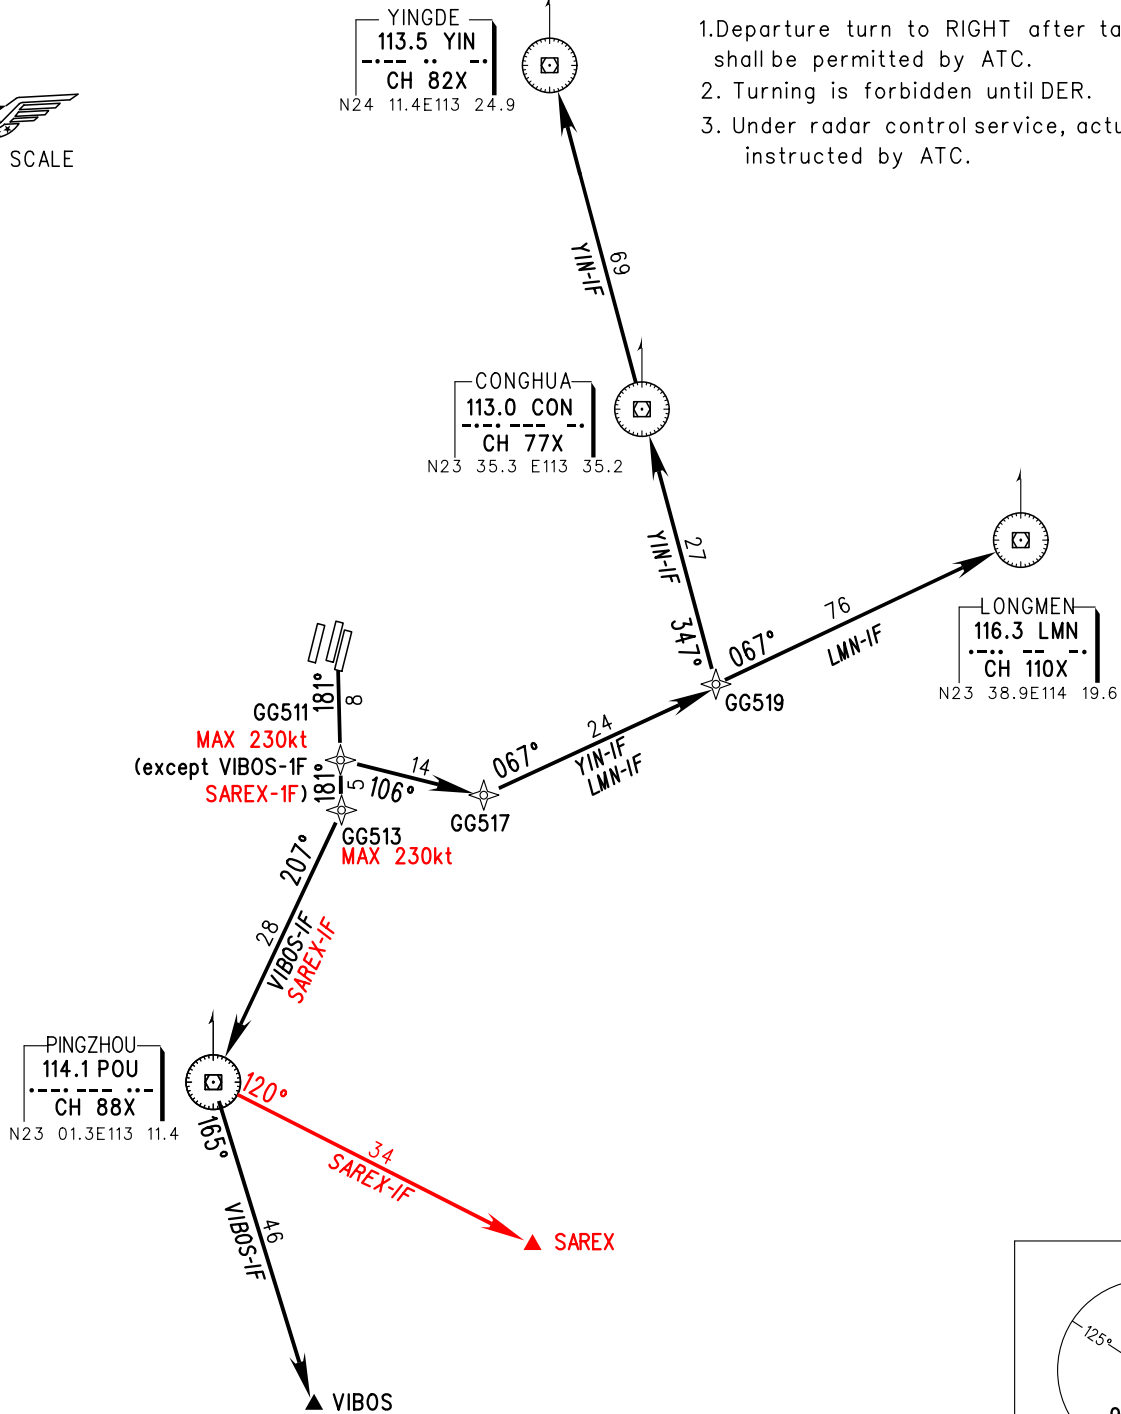 YINGDE
113.5 YIN
CH 82X
N24 11.4E113 24.9
1.Departure turn to RIGHT after
shall be permitted by ATC.
2. Turning is forbidden until DER.
3. Under radar control service,
instructed by ATC.
SCALE
69
YIN-IF
CONGHUA
113.0 CON
CH 77X
N23 35.3 E113 35.2
27
YIN-IF
347°
LONGMEN
116.3 LMN
CH 110X
N23 38.9E114 19.6
76
067°
LMN-IF
GG519
181°
8
GG511
MAX 230kt
(except VIBOS-1F
SAREX-1F)
181°
5
14
106°
GG517
067°
24
YIN-IF
LMN-IF
GG513
MAX 230kt
207°
28
VIBOS-IF
SAREX-IF
PINGZHOU
114.1 POU
CH 88X
N23 01.3E113 11.4
120°
165°
34
SAREX-IF
SAREX
46
VIBOS-IF
VIBOS
125°